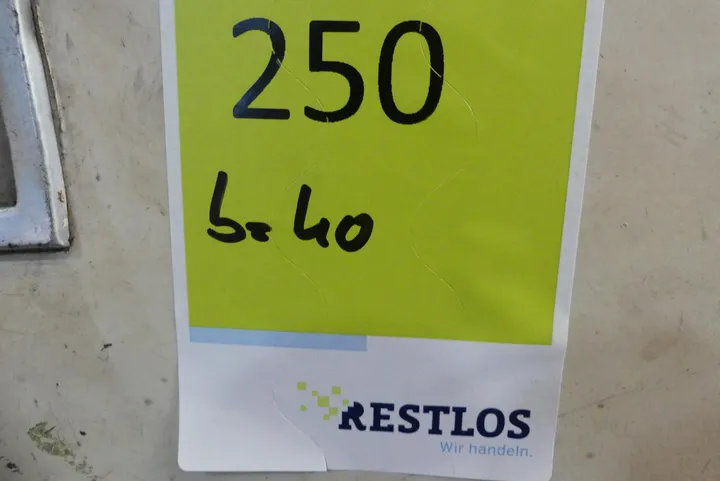 250
b= 40
RESTLOS
Wir handeln.